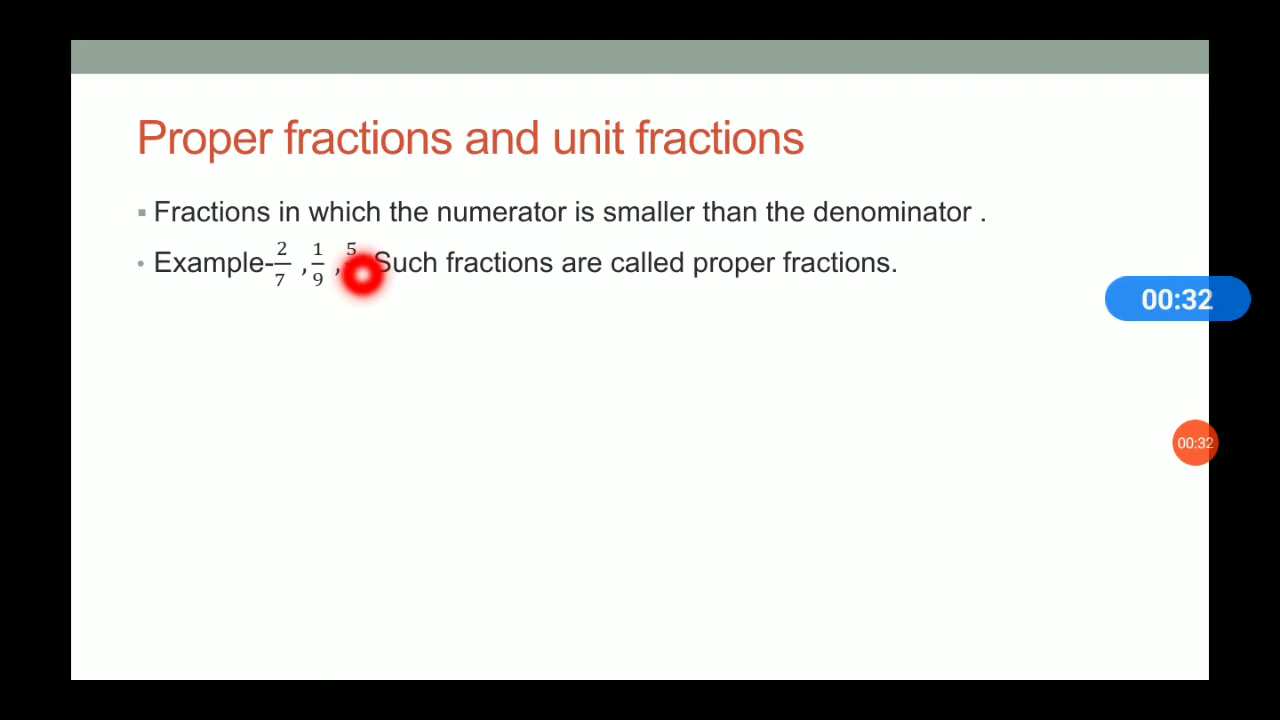 Proper fractions and unit fractions
▪ Fractions in which the numerator is smaller than the denominator .
• Example-2/7 ,1/9 ,5 Such fractions are called proper fractions.
00:32
00:32